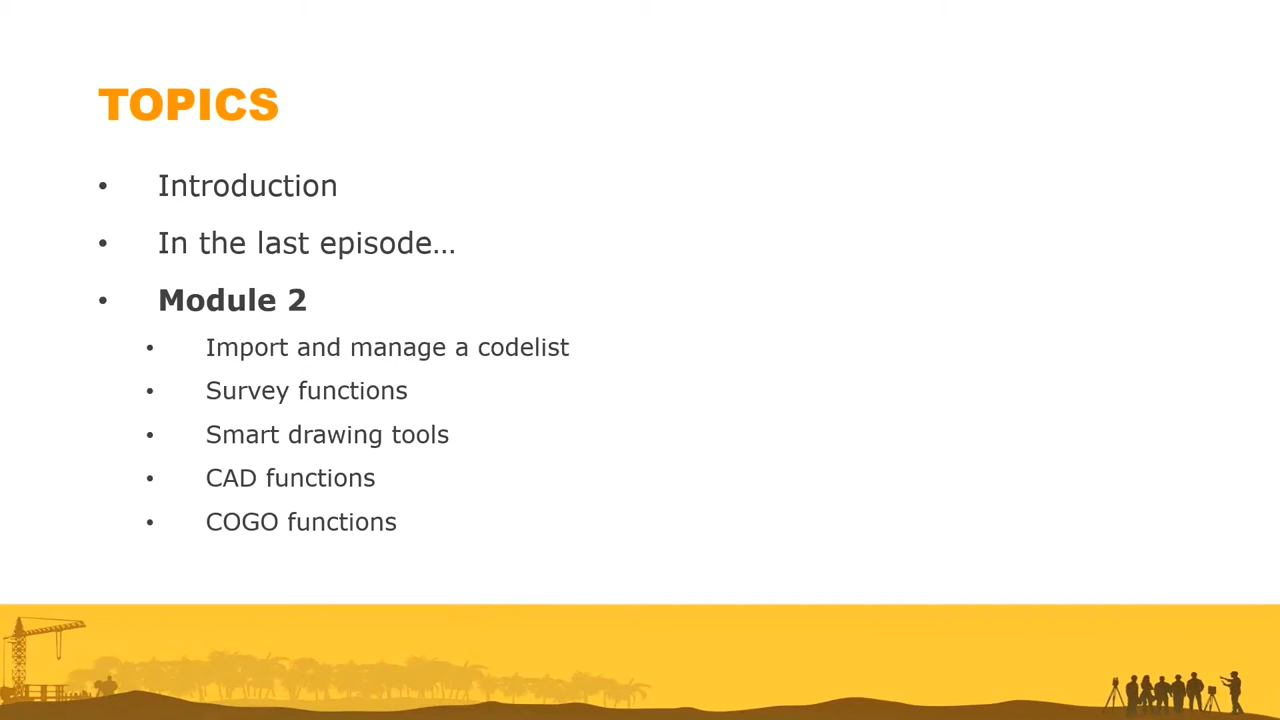 TOPICS
• Introduction
• In the last episode…
• Module 2
• Import and manage a codelist
• Survey functions
• Smart drawing tools
• CAD functions
• COGO functions